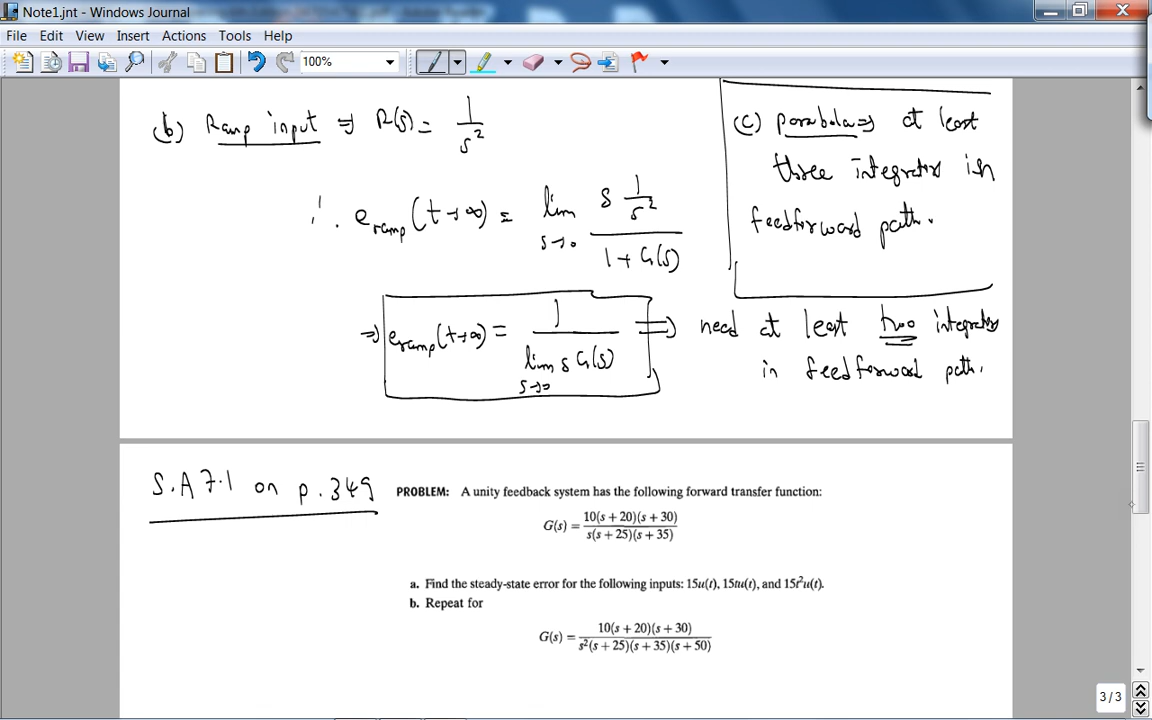 Note1.jnt - Windows Journal
File Edit View Insert Actions Tools Help
100%
(b) Ramp input ⇒ R(s) = 1/s²
∴ e_ramp(t→∞) = lim s→0 s 1/s² / 1+G(s)
⇒ e_ramp(t→∞) = 1 / lim s→0 s G(s) ⇒ need at least two integrators
in feedforward path.
(c) parabola ⇒ at least
three integrators in
feedforward path.
S.A 7.1 on p.349
PROBLEM: A unity feedback system has the following forward transfer function:
G(s) = 10(s + 20)(s + 30) / s(s + 25)(s + 35)
a. Find the steady-state error for the following inputs: 15u(t), 15tu(t), and 15t²u(t).
b. Repeat for
G(s) = 10(s + 20)(s + 30) / s²(s + 25)(s + 35)(s + 50)
3 / 3